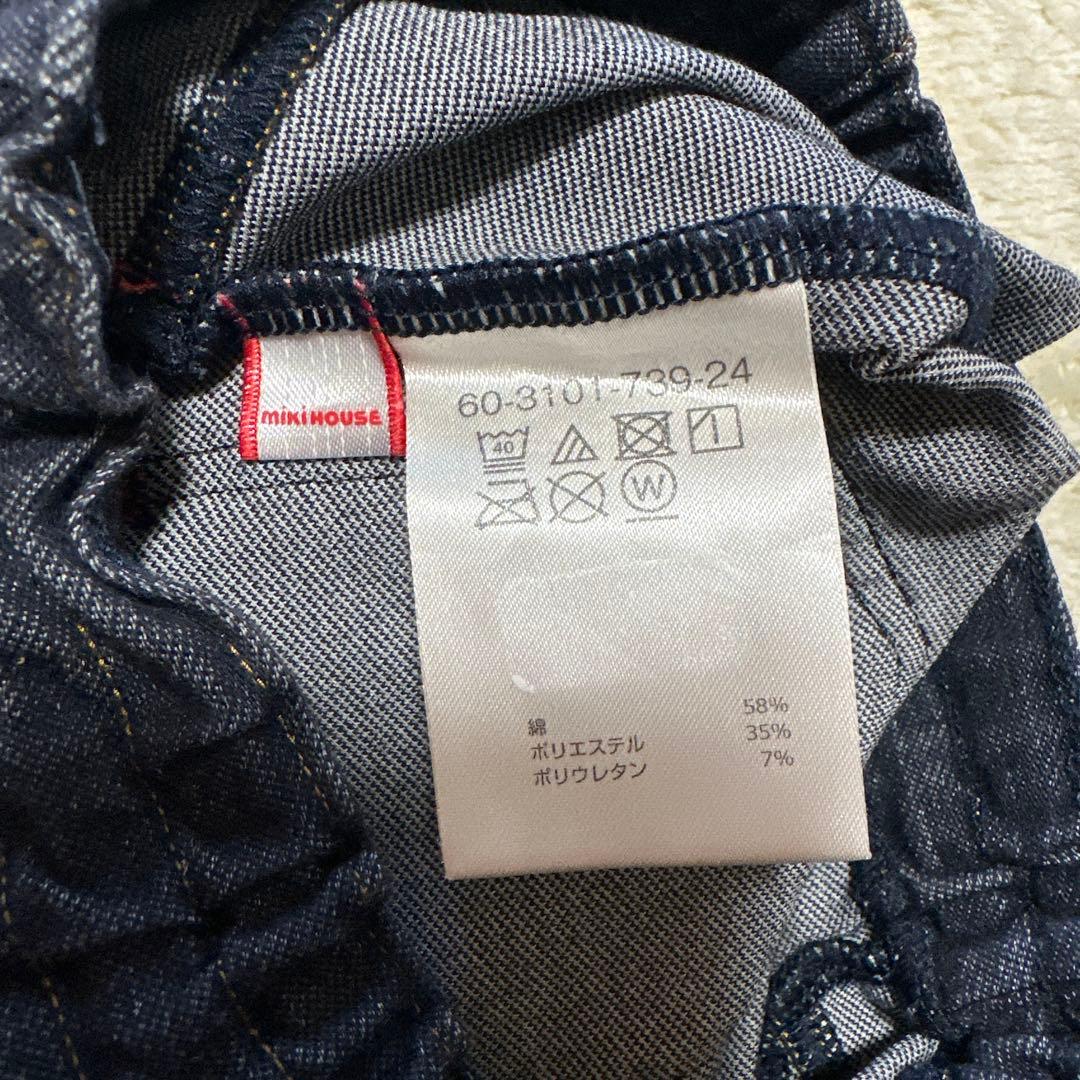 miKiHOUSE
60-3101-739-24
40
W
綿 58%
ポリエステル 35%
ポリウレタン 7%